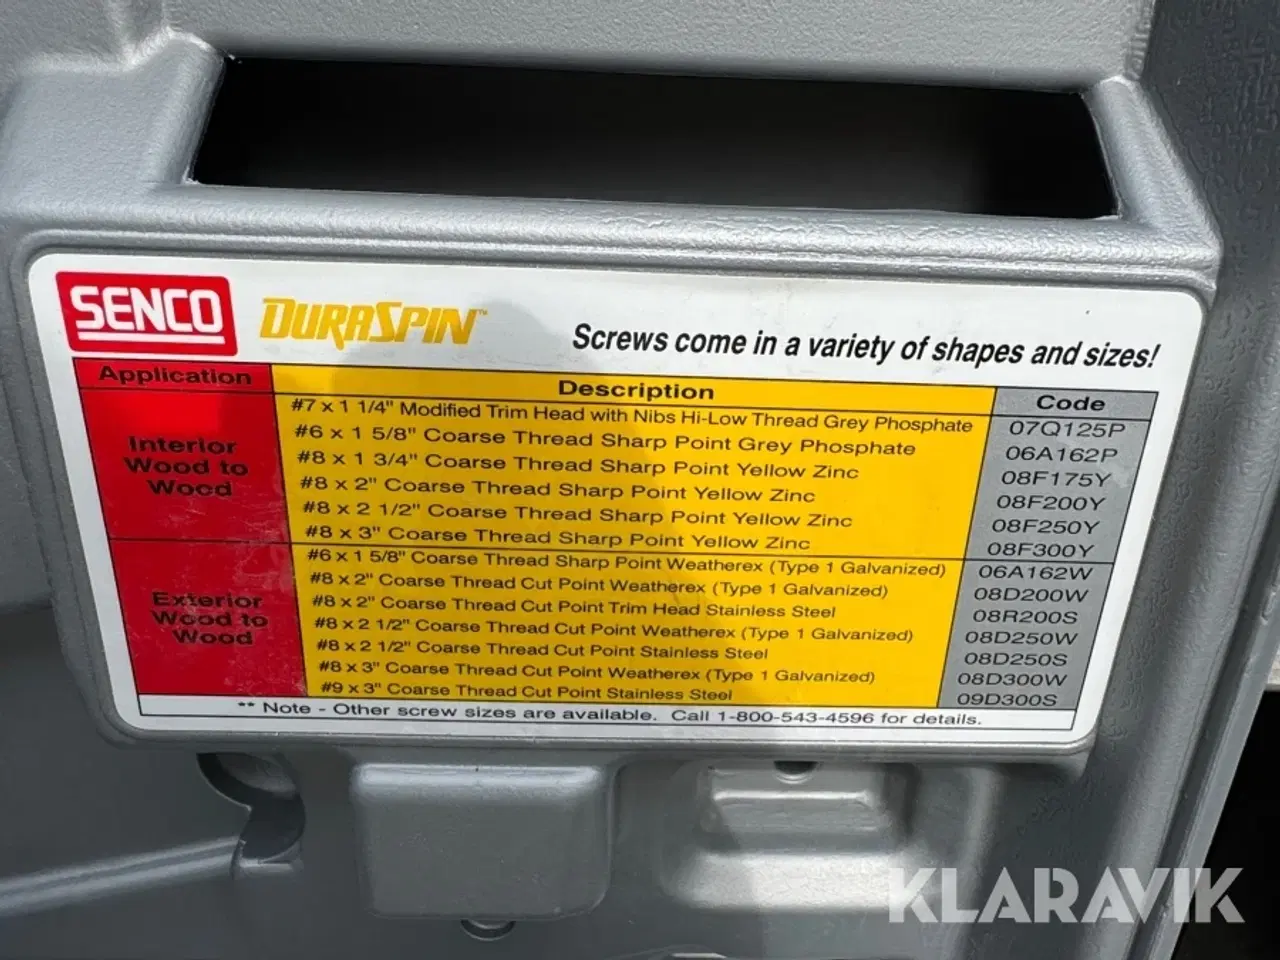 SENCO
DURASPIN™
Screws come in a variety of shapes and sizes!
Application Description Code
Interior
Wood to
Wood
#7 x 1 1/4" Modified Trim Head with Nibs Hi-Low Thread Grey Phosphate 07Q125P
#6 x 1 5/8" Coarse Thread Sharp Point Grey Phosphate 06A162P
#8 x 1 3/4" Coarse Thread Sharp Point Yellow Zinc 08F175Y
#8 x 2" Coarse Thread Sharp Point Yellow Zinc 08F200Y
#8 x 2 1/2" Coarse Thread Sharp Point Yellow Zinc 08F250Y
#8 x 3" Coarse Thread Sharp Point Yellow Zinc 08F300Y
Exterior
Wood to
Wood
#6 x 1 5/8" Coarse Thread Sharp Point Weatherex (Type 1 Galvanized) 06A162W
#8 x 2" Coarse Thread Cut Point Weatherex (Type 1 Galvanized) 08D200W
#8 x 2" Coarse Thread Cut Point Trim Head Stainless Steel 08R200S
#8 x 2 1/2" Coarse Thread Cut Point Weatherex (Type 1 Galvanized) 08D250W
#8 x 2 1/2" Coarse Thread Cut Point Stainless Steel 08D250S
#8 x 3" Coarse Thread Cut Point Weatherex (Type 1 Galvanized) 08D300W
#9 x 3" Coarse Thread Cut Point Stainless Steel 09D300S
** Note - Other screw sizes are available. Call 1-800-543-4596 for details.
KLARAVIK